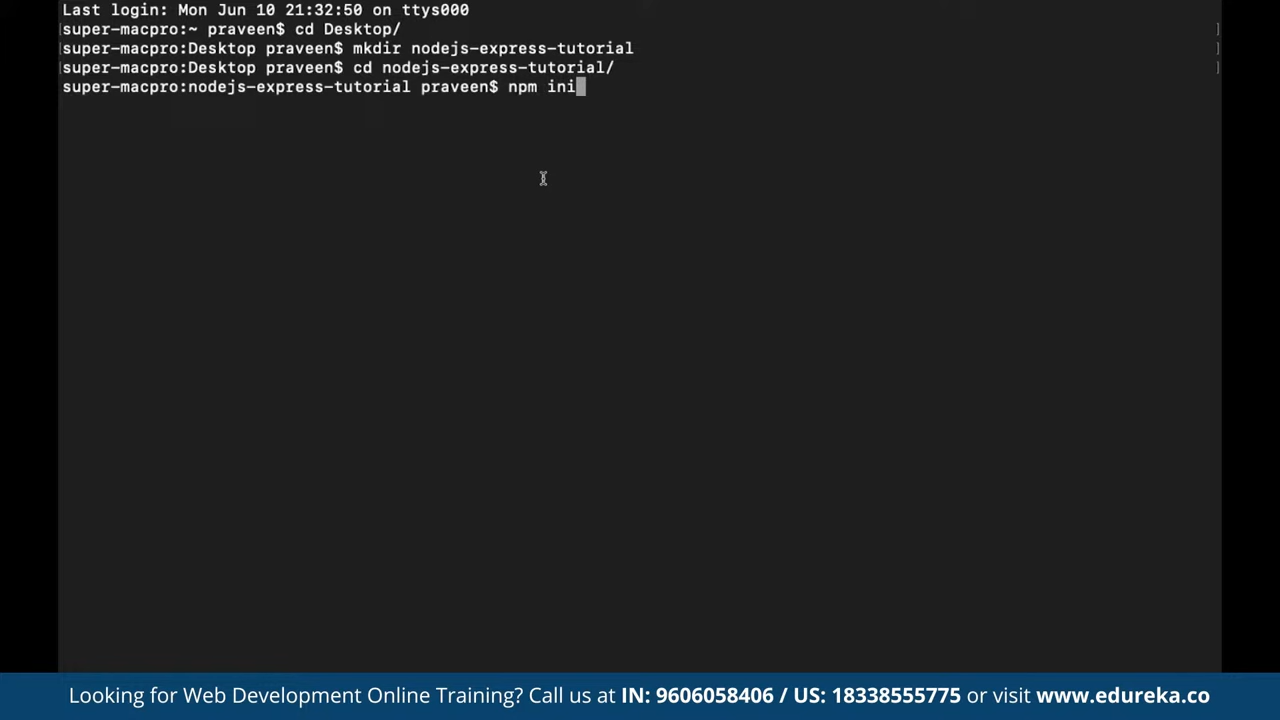 Last login: Mon Jun 10 21:32:50 on ttys000
super-macpro:~ praveen$ cd Desktop/
super-macpro:Desktop praveen$ mkdir nodejs-express-tutorial
super-macpro:Desktop praveen$ cd nodejs-express-tutorial/
super-macpro:nodejs-express-tutorial praveen$ npm ini
Looking for Web Development Online Training? Call us at IN: 9606058406 / US: 18338555775 or visit www.edureka.co